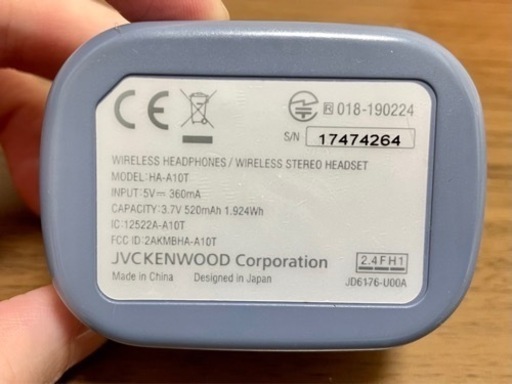 CE
R 018-190224
S/N 17474264
WIRELESS HEADPHONES / WIRELESS STEREO HEADSET
MODEL: HA-A10T
INPUT: 5V⎓ 360mA
CAPACITY: 3.7V 520mAh 1.924Wh
IC: 12522A-A10T
FCC ID: 2AKMBHA-A10T
JVCKENWOOD Corporation
2.4FH1
Made in China Designed in Japan
JD6176-U00A